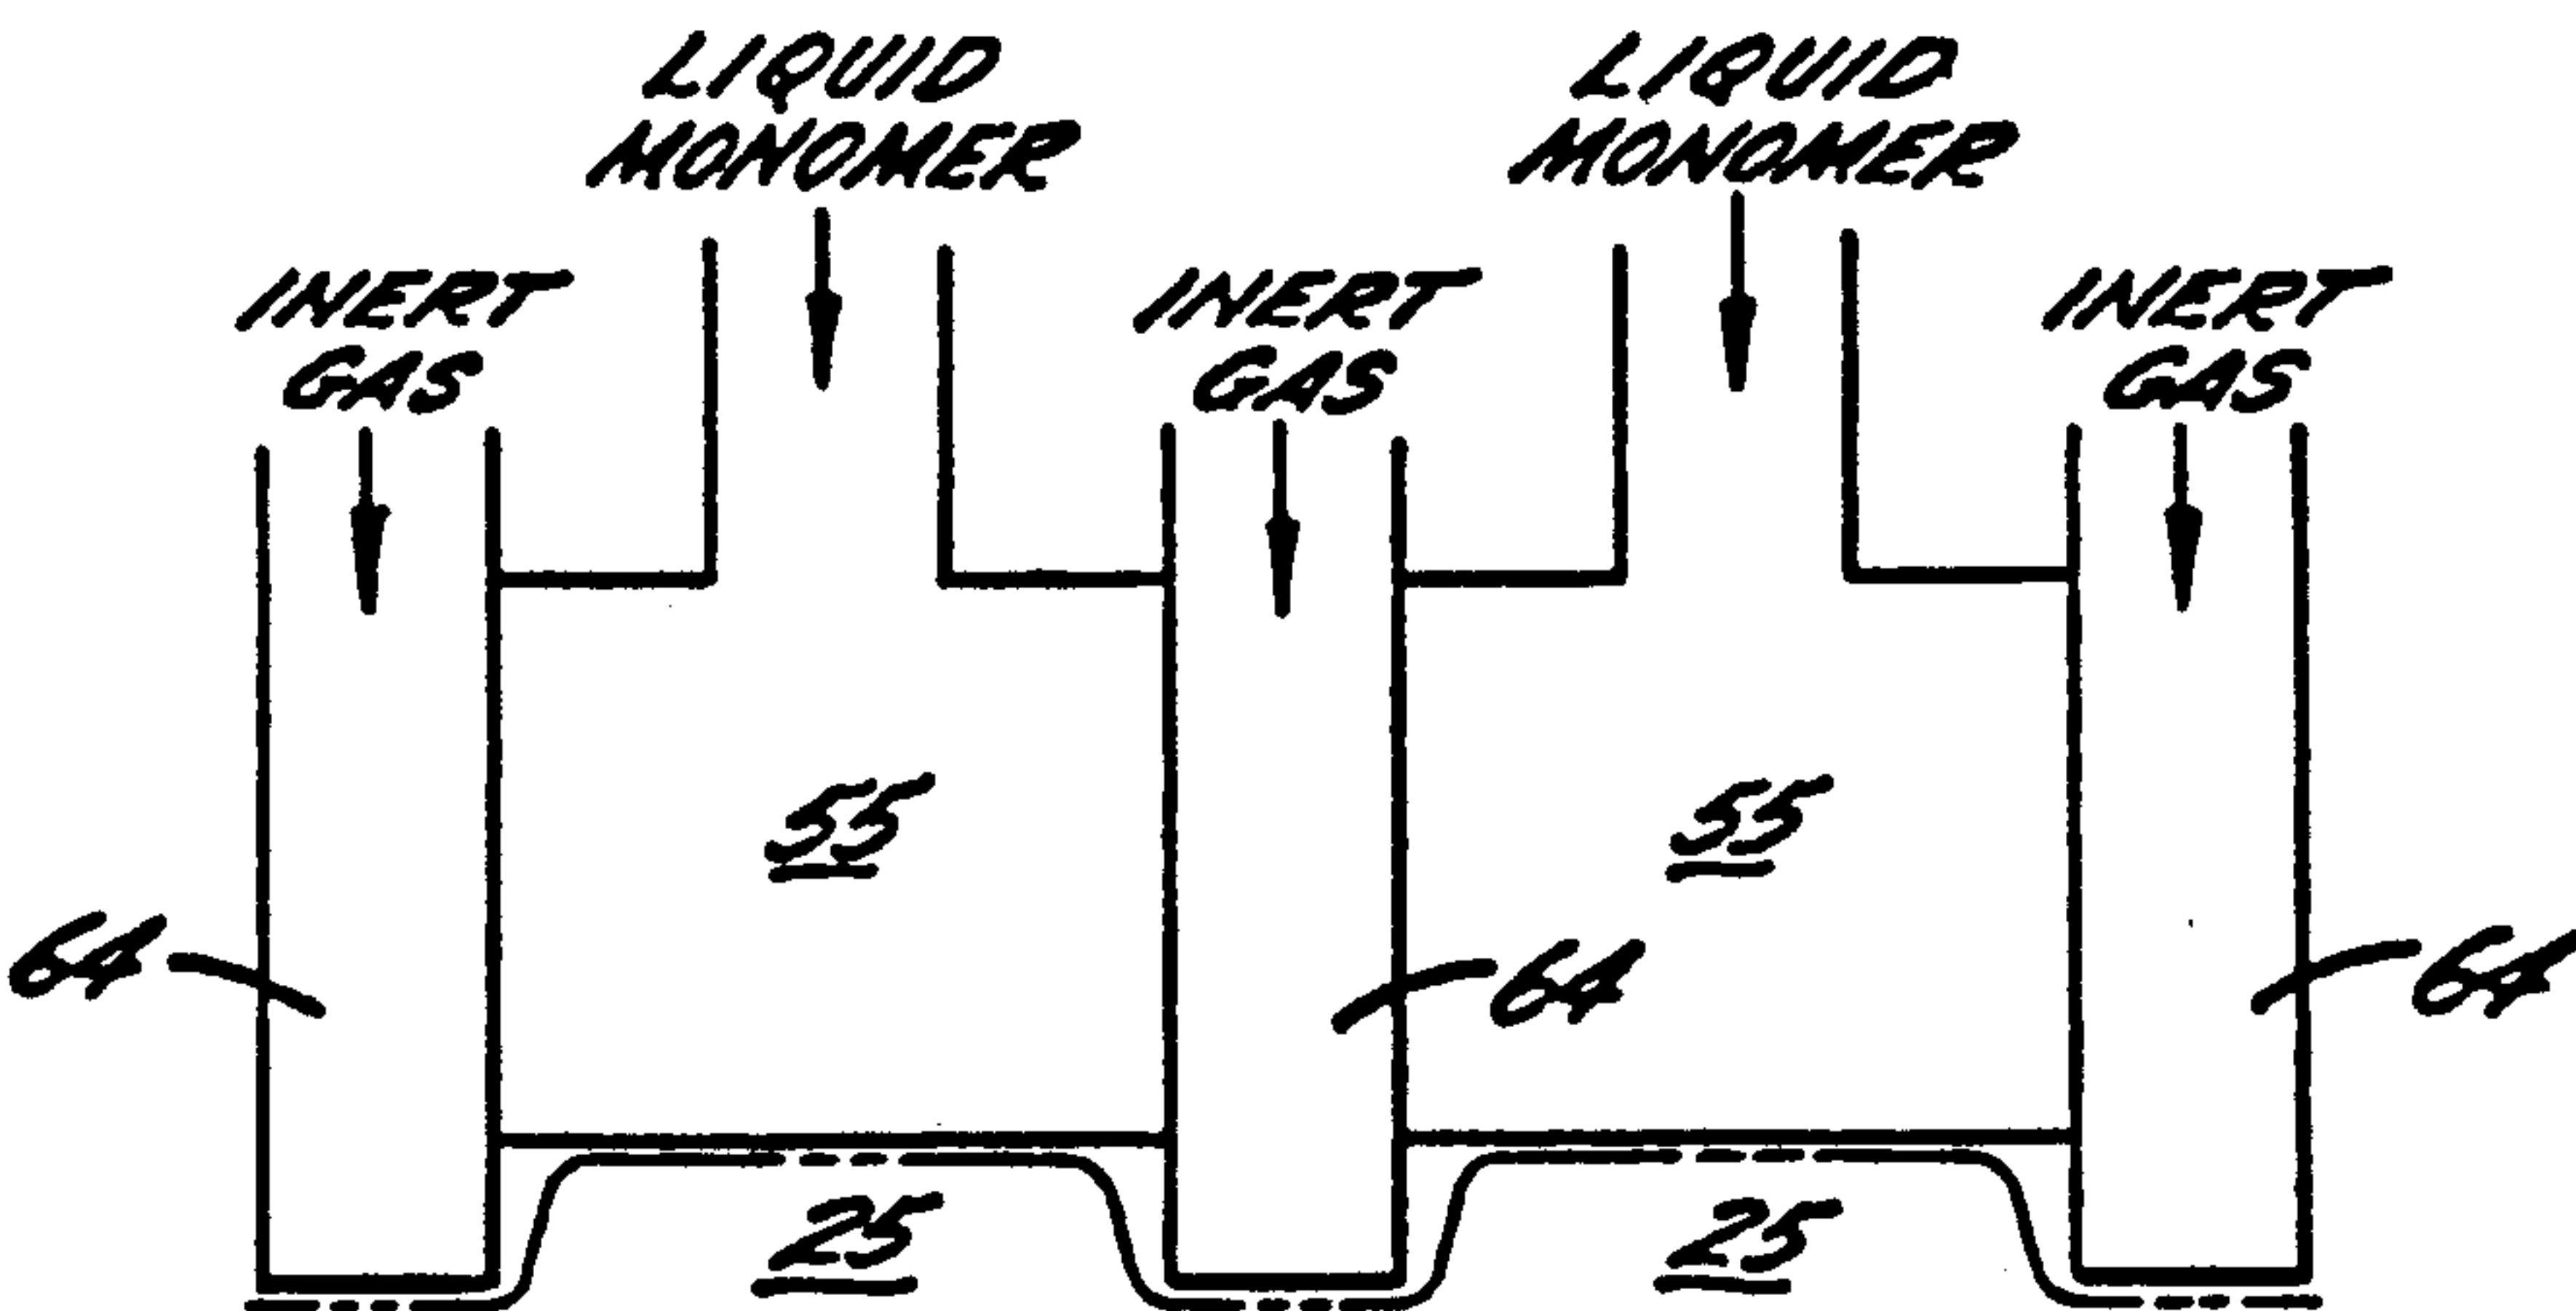 LIQUID
MONOMER
LIQUID
MONOMER
INERT
GAS
INERT
GAS
INERT
GAS
55
55
64
64
64
25
25